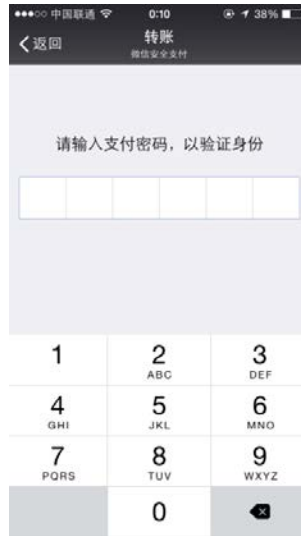 中国联通 0:10 38%
返回 转账
微信安全支付
请输入支付密码，以验证身份
1 2 3
ABC DEF
4 5 6
GHI JKL MNO
7 8 9
PQRS TUV WXYZ
0